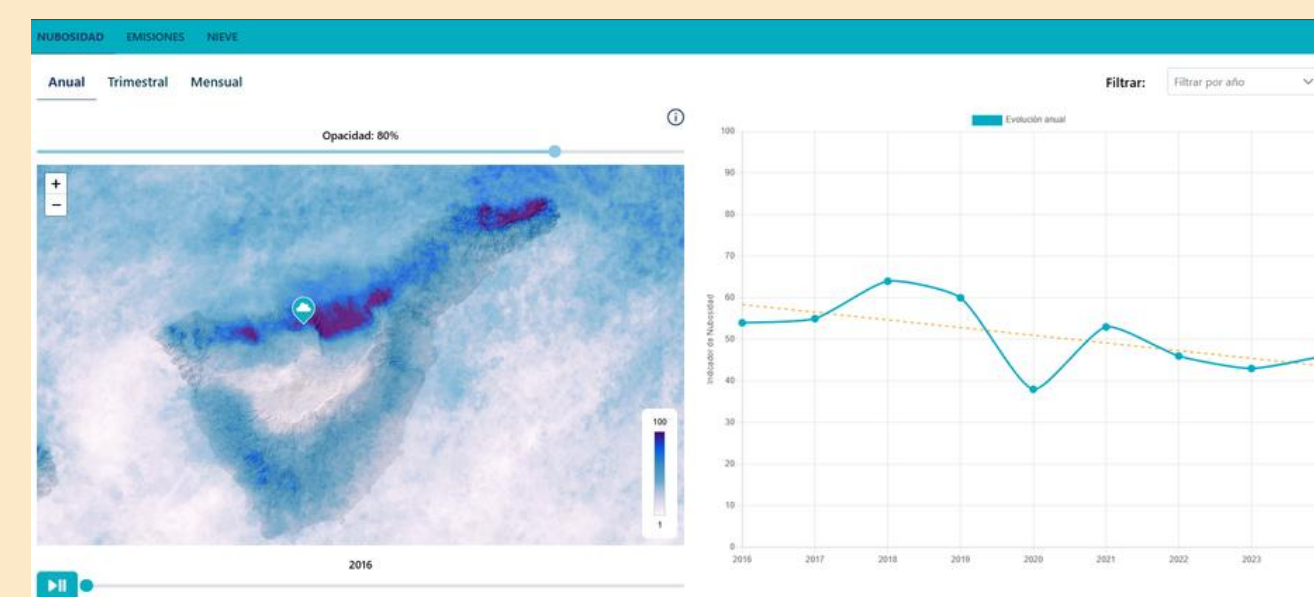 NUBOSIDAD EMISIONES NIEVE
Anual Trimestral Mensual
Filtrar: Filtrar por año
Opacidad: 80%
+
−
100
1
2016
Evolución anual
Indicador de Nubosidad
100
90
80
70
60
50
40
30
20
10
0
2016 2017 2018 2019 2020 2021 2022 2023